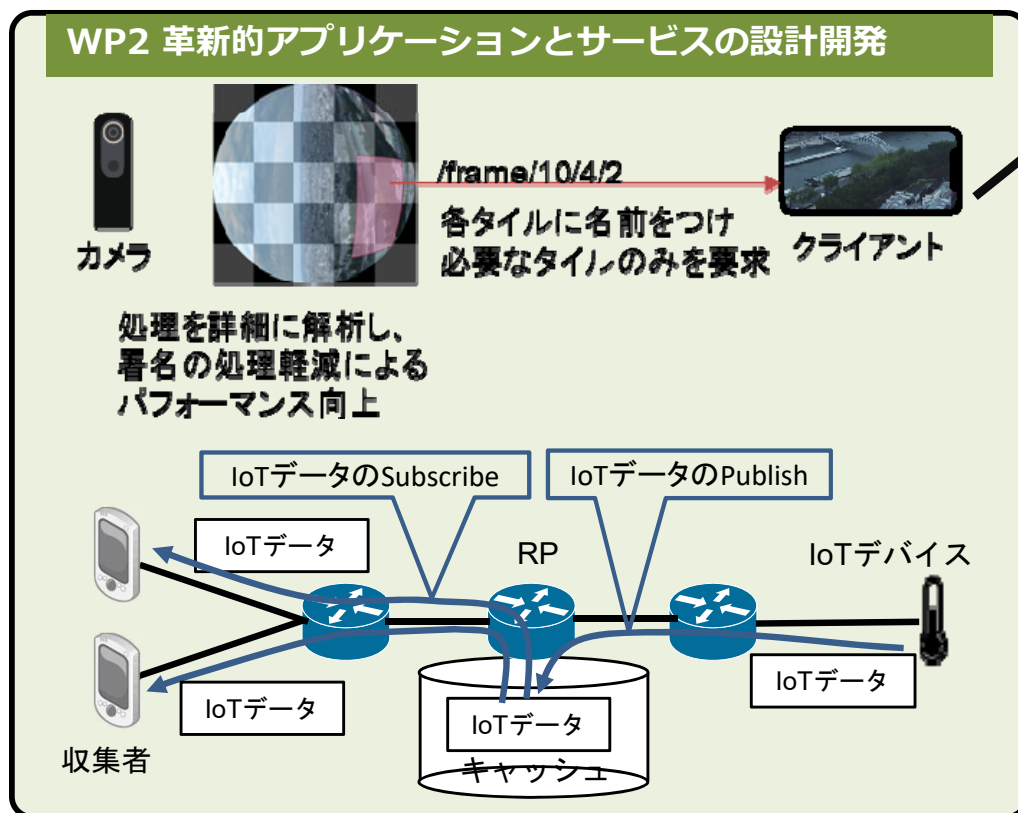 WP2 革新的アプリケーションとサービスの設計開発
/frame/10/4/2
各タイルに名前をつけ
必要なタイルのみを要求
カメラ
クライアント
処理を詳細に解析し、
署名の処理軽減による
パフォーマンス向上
IoTデータのSubscribe
IoTデータのPublish
IoTデータ
RP
IoTデバイス
IoTデータ
IoTデータ
IoTデータ
収集者
キャッシュ